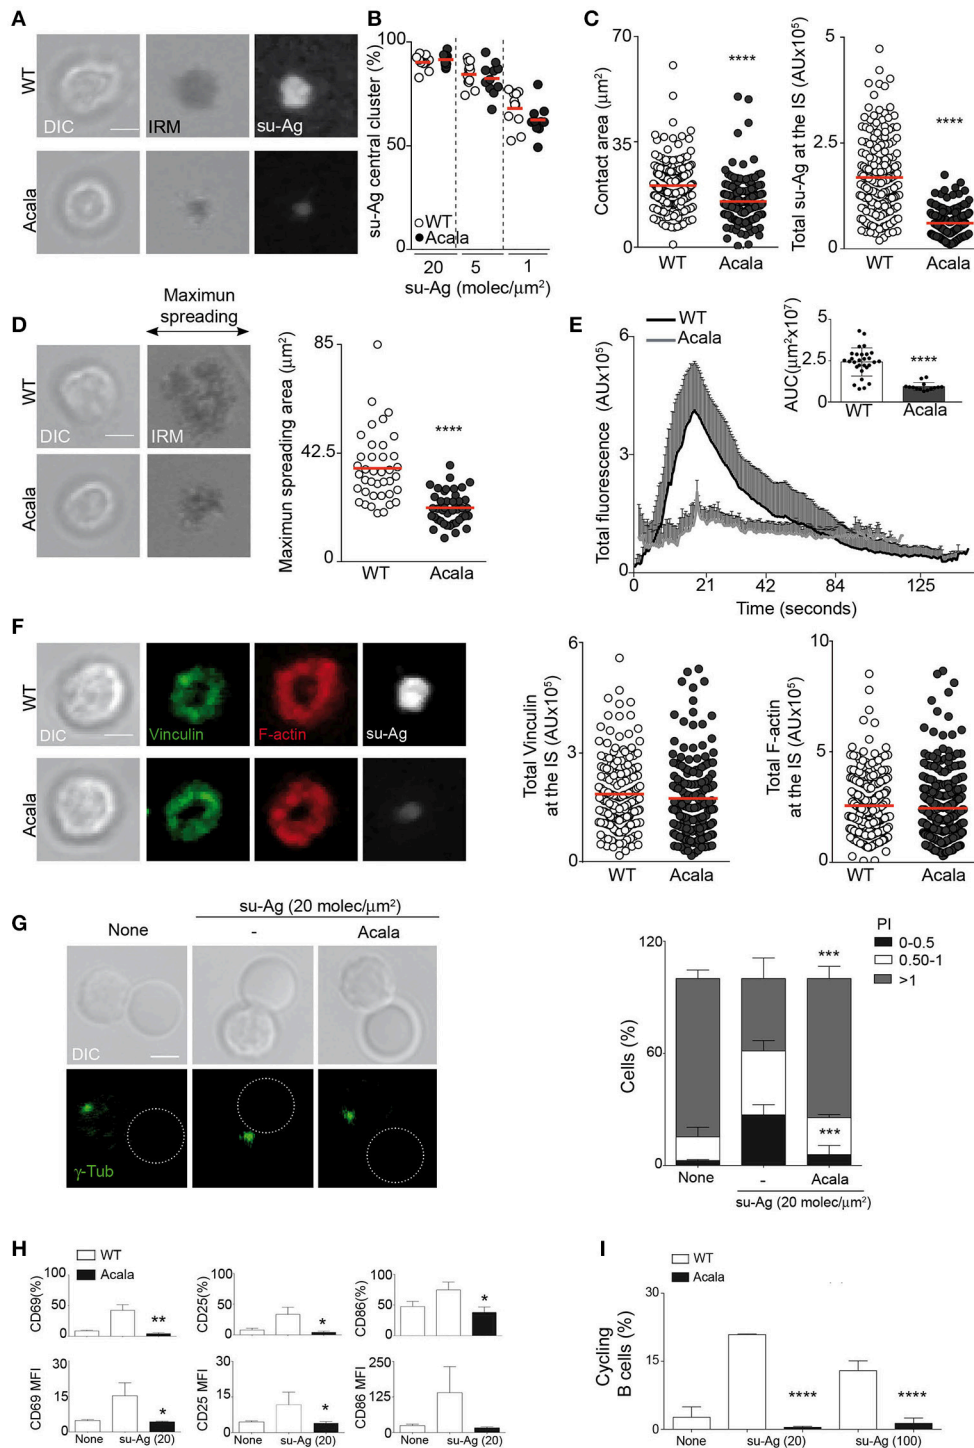 A
WT
DIC
IRM
su-Ag
Acala
B
su-Ag central cluster (%)
100
50
0
WT
Acala
20
5
1
su-Ag (molec/μm²)
C
Contact area (μm²)
70
35
0
****
WT
Acala
Total su-Ag at the IS (AUx10⁵)
5
2.5
0
****
WT
Acala
D
Maximun
spreading
WT
DIC
IRM
Acala
Maximun spreading area (μm²)
85
42.5
0
****
WT
Acala
E
WT
Acala
Total fluorescence (AUx10⁵)
6
3
0
0
21
42
84
125
Time (seconds)
AUC(μm²x10⁷)
5
2.5
0
****
WT
Acala
F
WT
DIC
Vinculin
F-actin
su-Ag
Acala
Total Vinculin
at the IS (AUx10⁵)
6
3
0
WT
Acala
Total F-actin
at the IS (AUx10⁵)
10
5
0
WT
Acala
G
su-Ag (20 molec/μm²)
None
-
Acala
DIC
γ-Tub
PI
0-0.5
0.50-1
>1
Cells (%)
120
60
0
***
***
None
-
Acala
su-Ag (20 molec/μm²)
H
WT
Acala
CD69(%)
100
50
0
**
CD25(%)
100
50
0
*
CD86(%)
100
50
0
*
CD69 MFI
30
15
0
*
None
su-Ag (20)
CD25 MFI
30
15
0
*
None
su-Ag (20)
CD86 MFI
250
125
0
None
su-Ag (20)
I
WT
Acala
Cycling
B cells (%)
30
15
0
****
****
None
su-Ag (20)
su-Ag (100)